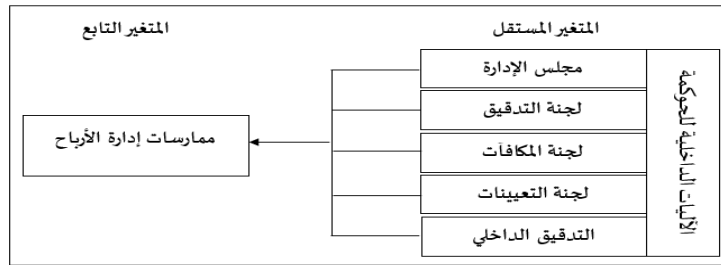 المتغير المستقل
المتغير التابع
الآليات الداخلية للحوكمة
مجلس الإدارة
لجنة التدقيق
لجنة المكافآت
لجنة التعيينات
التدقيق الداخلي
ممارسات إدارة الأرباح